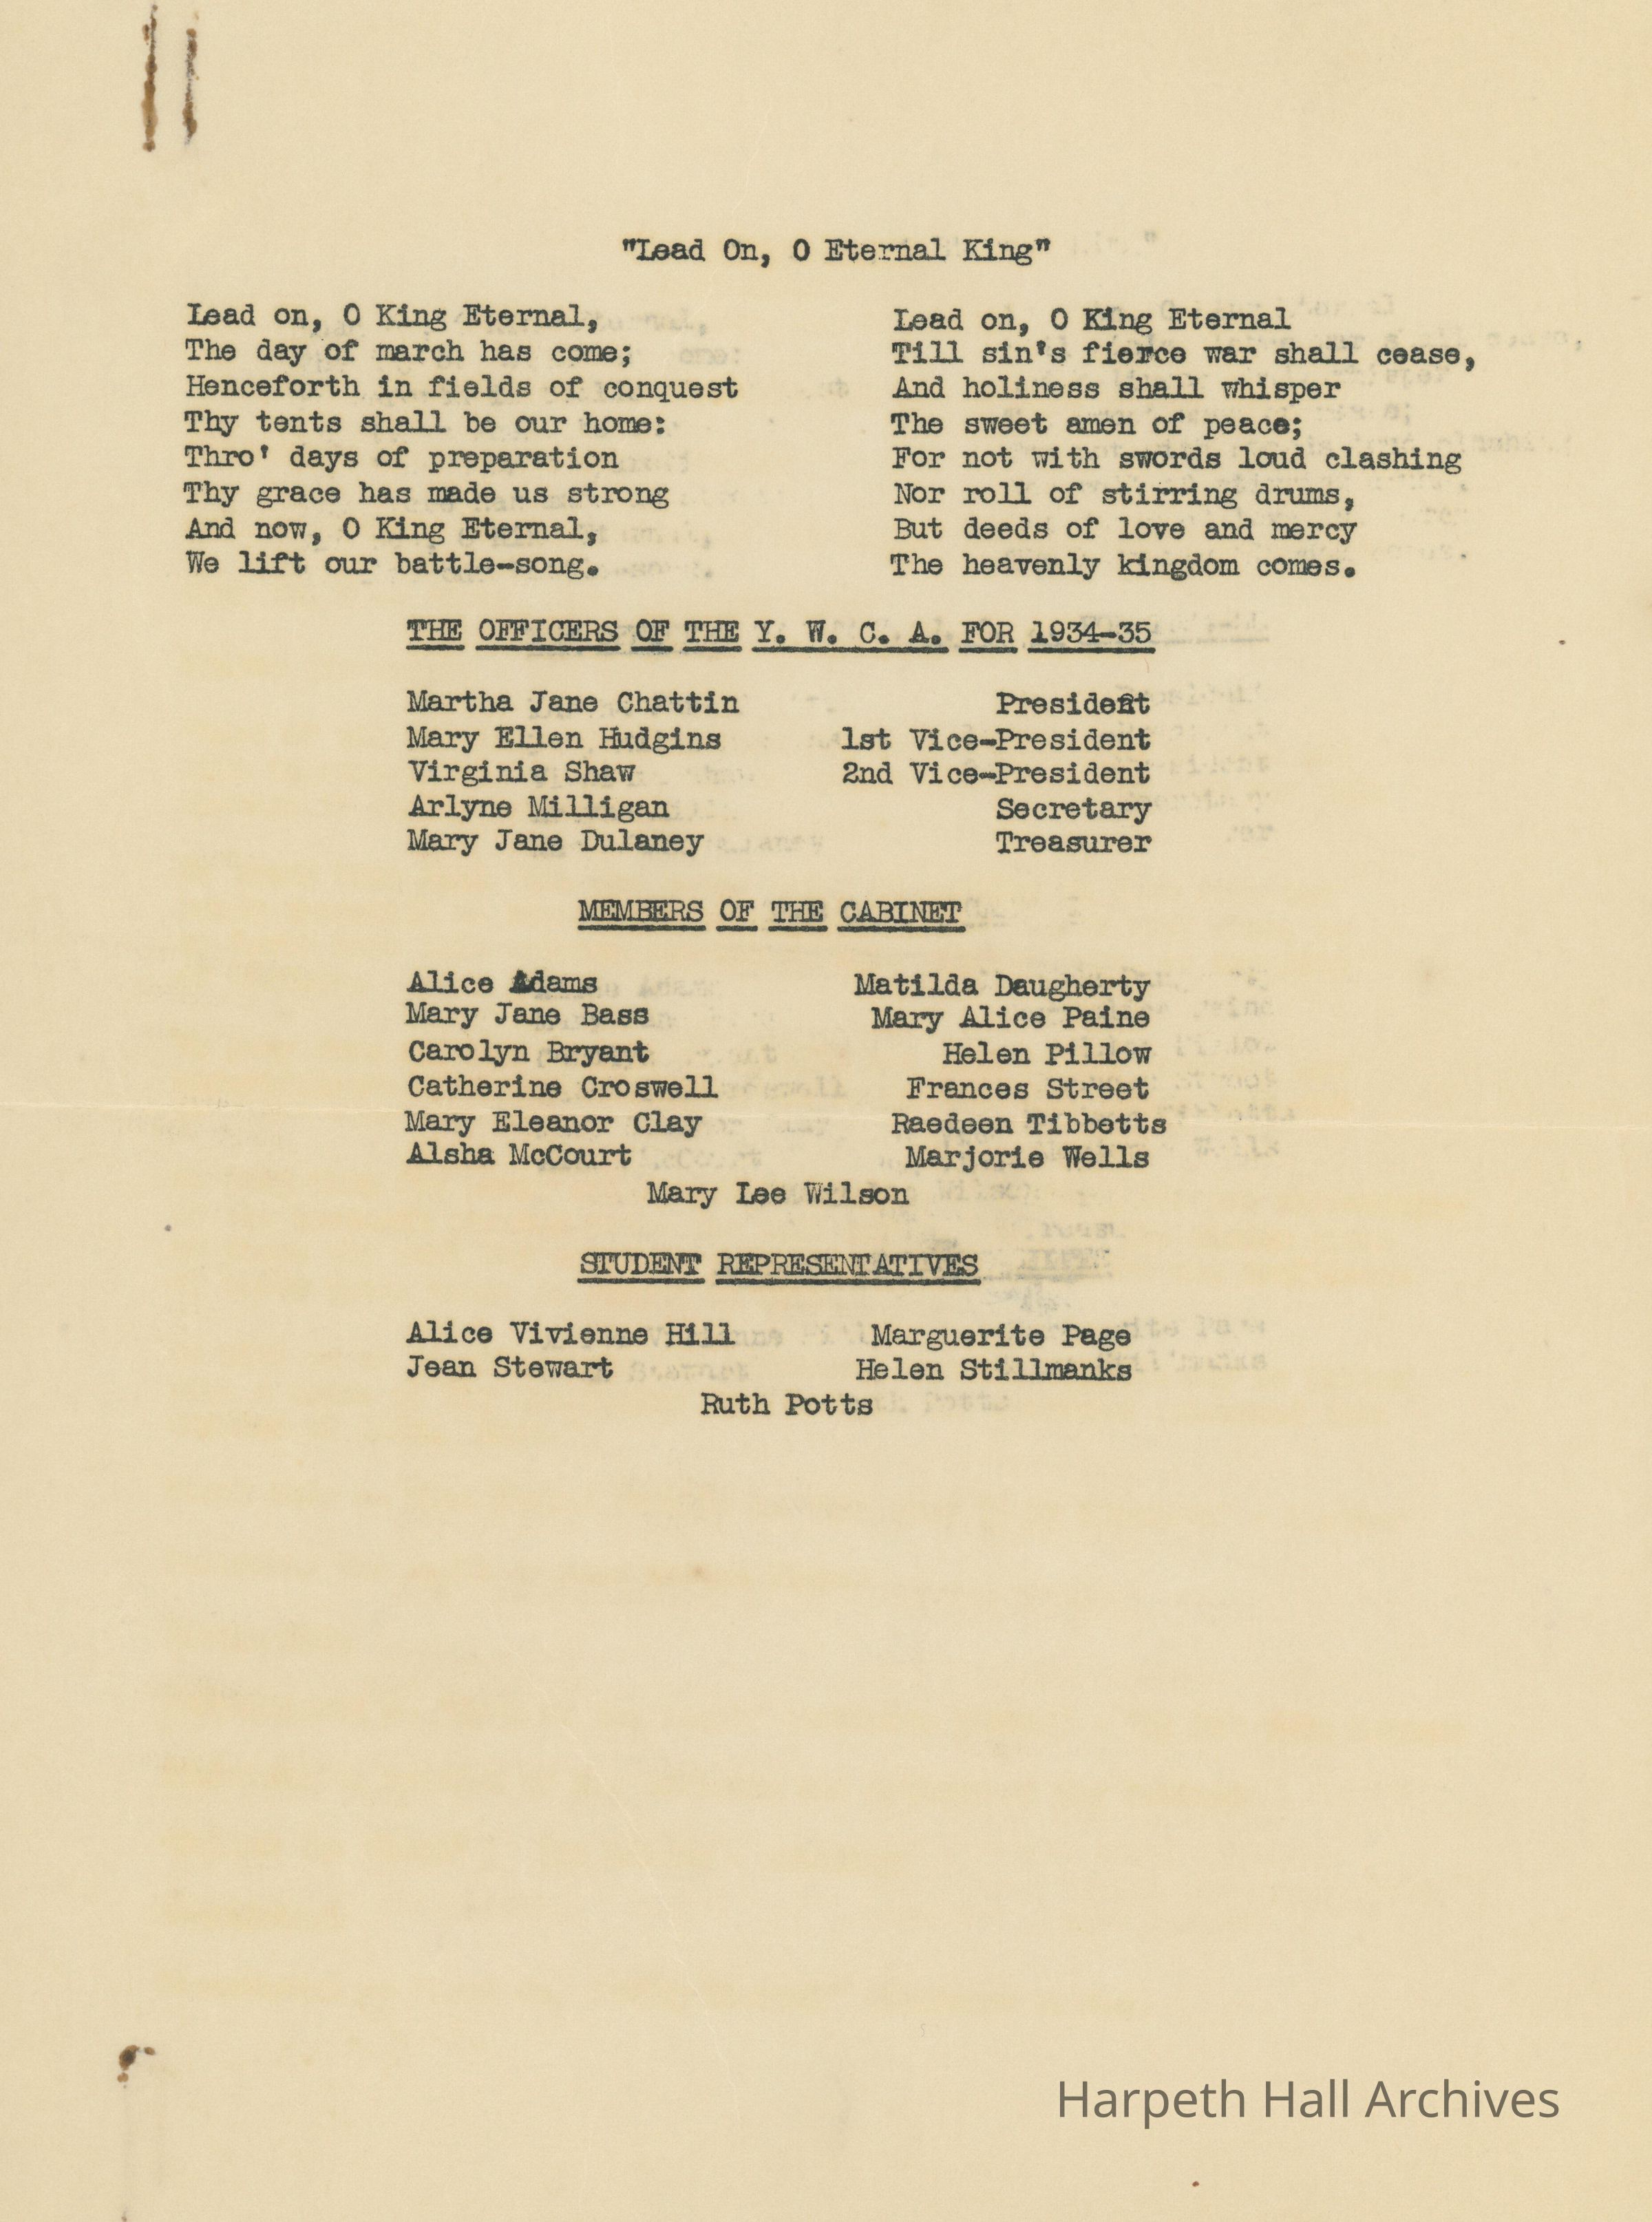 "Lead On, O Eternal King"
Lead on, O King Eternal,
The day of march has come;
Henceforth in fields of conquest
Thy tents shall be our home:
Thro' days of preparation
Thy grace has made us strong
And now, O King Eternal,
We lift our battle-song.
Lead on, O King Eternal
Till sin's fierce war shall cease,
And holiness shall whisper
The sweet amen of peace;
For not with swords loud clashing
Nor roll of stirring drums,
But deeds of love and mercy
The heavenly kingdom comes.
THE OFFICERS OF THE Y. W. C. A. FOR 1934-35
Martha Jane Chattin President
Mary Ellen Hudgins 1st Vice-President
Virginia Shaw 2nd Vice-President
Arlyne Milligan Secretary
Mary Jane Dulaney Treasurer
MEMBERS OF THE CABINET
Alice Adams Matilda Daugherty
Mary Jane Bass Mary Alice Paine
Carolyn Bryant Helen Pillow
Catherine Croswell Frances Street
Mary Eleanor Clay Raedeen Tibbetts
Alsha McCourt Marjorie Wells
Mary Lee Wilson
STUDENT REPRESENTATIVES
Alice Vivienne Hill Marguerite Page
Jean Stewart Helen Stillmanks
Ruth Potts
Harpeth Hall Archives